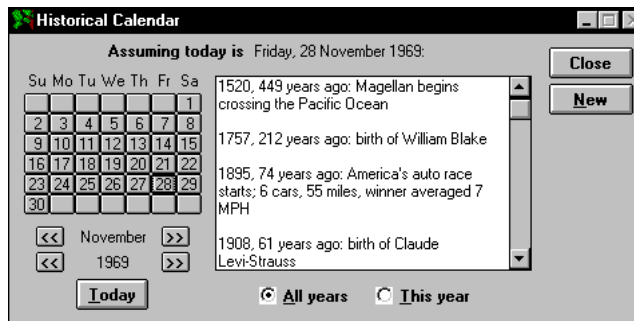 Historical Calendar
Assuming today is Friday, 28 November 1969:
Close
New
Su Mo Tu We Th Fr Sa
1
2 3 4 5 6 7 8
9 10 11 12 13 14 15
16 17 18 19 20 21 22
23 24 25 26 27 28 29
30
<< November >>
<< 1969 >>
Today
1520, 449 years ago: Magellan begins
crossing the Pacific Ocean
1757, 212 years ago: birth of William Blake
1895, 74 years ago: America's auto race
starts; 6 cars, 55 miles, winner averaged 7
MPH
1908, 61 years ago: birth of Claude
Levi-Strauss
All years This year